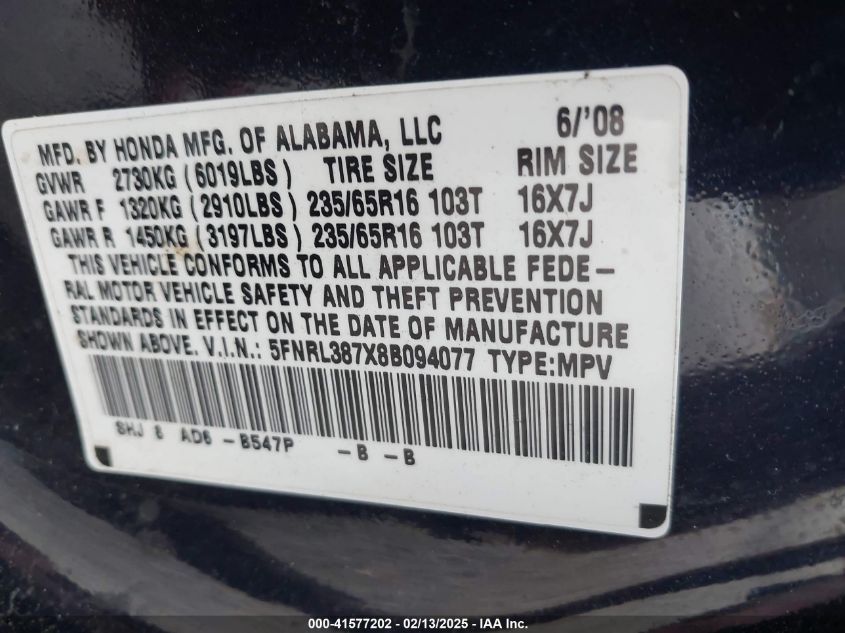 MFD. BY HONDA MFG. OF ALABAMA, LLC 6/'08
GVWR 2730KG (6019LBS) TIRE SIZE RIM SIZE
GAWR F 1320KG (2910LBS) 235/65R16 103T 16X7J
GAWR R 1450KG (3197LBS) 235/65R16 103T 16X7J
THIS VEHICLE CONFORMS TO ALL APPLICABLE FEDE-
RAL MOTOR VEHICLE SAFETY AND THEFT PREVENTION
STANDARDS IN EFFECT ON THE DATE OF MANUFACTURE
SHOWN ABOVE. V.I.N.: 5FNRL387X8B094077 TYPE:MPV
SHJ 8 AD6 -B547P -B -B
000-41577202 - 02/13/2025 - IAA Inc.